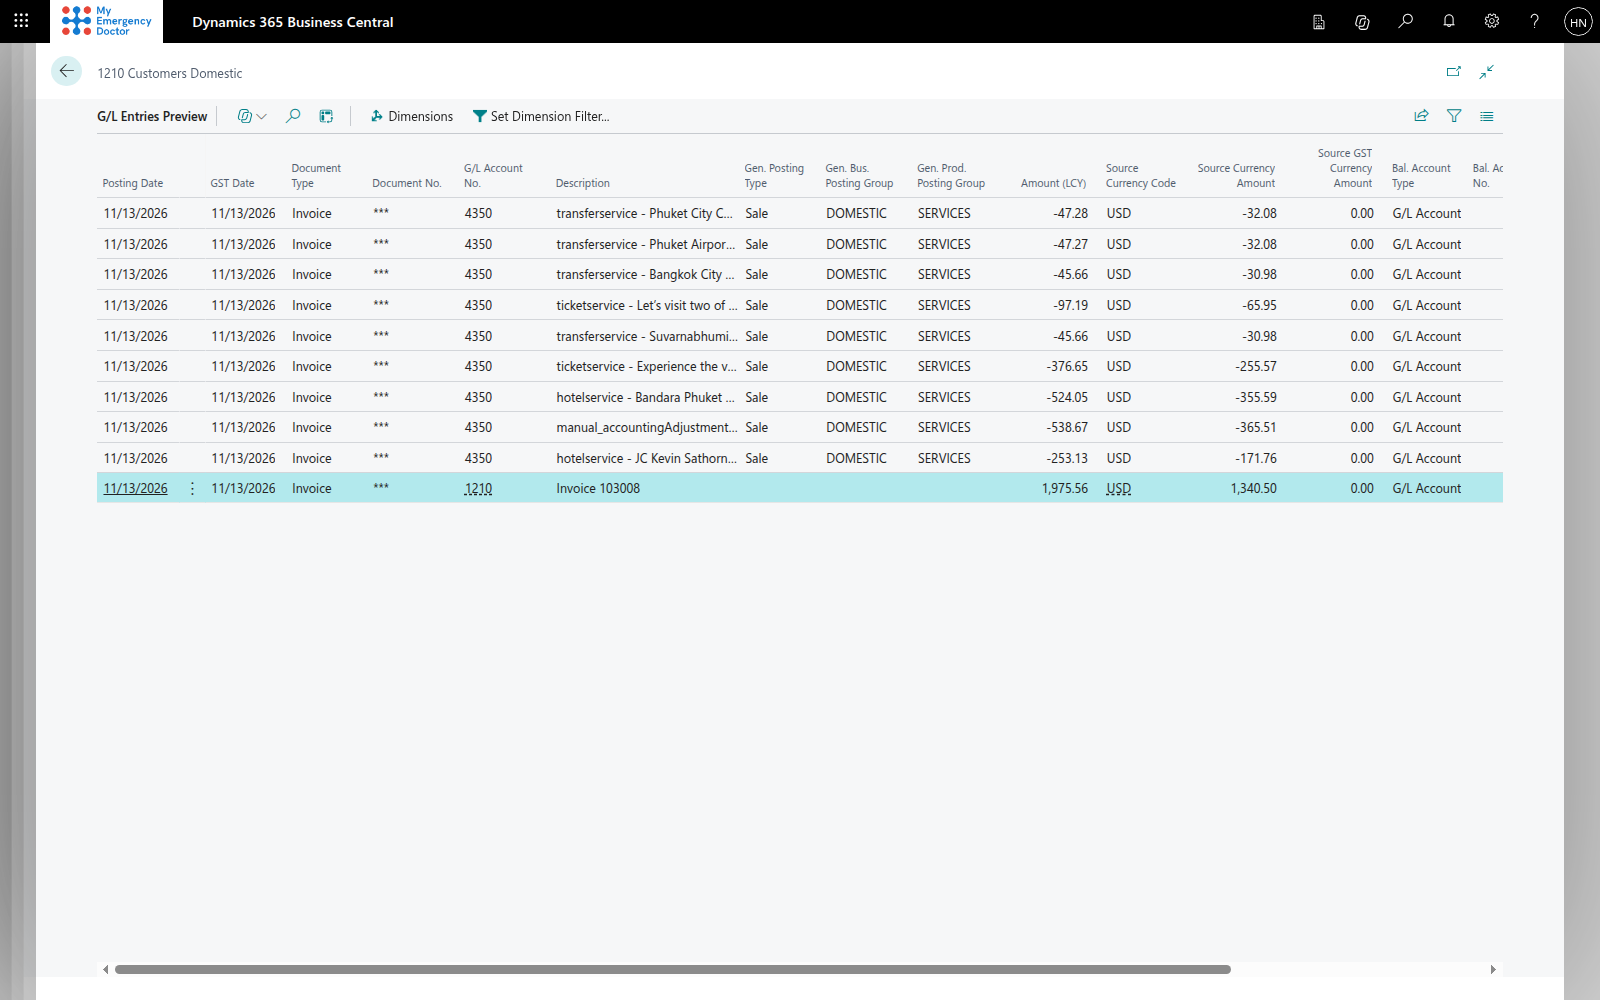 My
Emergency
Doctor
Dynamics 365 Business Central
HN
1210 Customers Domestic
G/L Entries Preview
Dimensions
Set Dimension Filter...
Posting Date GST Date Document Type Document No. G/L Account No. Description Gen. Posting Type Gen. Bus. Posting Group Gen. Prod. Posting Group Amount (LCY) Source Currency Code Source Currency Amount Source GST Currency Amount Bal. Account Type Bal. Ac No.
11/13/2026 11/13/2026 Invoice *** 4350 transferservice - Phuket City C... Sale DOMESTIC SERVICES -47.28 USD -32.08 0.00 G/L Account
11/13/2026 11/13/2026 Invoice *** 4350 transferservice - Phuket Airpor... Sale DOMESTIC SERVICES -47.27 USD -32.08 0.00 G/L Account
11/13/2026 11/13/2026 Invoice *** 4350 transferservice - Bangkok City ... Sale DOMESTIC SERVICES -45.66 USD -30.98 0.00 G/L Account
11/13/2026 11/13/2026 Invoice *** 4350 ticketservice - Let's visit two of ... Sale DOMESTIC SERVICES -97.19 USD -65.95 0.00 G/L Account
11/13/2026 11/13/2026 Invoice *** 4350 transferservice - Suvarnabhumi... Sale DOMESTIC SERVICES -45.66 USD -30.98 0.00 G/L Account
11/13/2026 11/13/2026 Invoice *** 4350 ticketservice - Experience the v... Sale DOMESTIC SERVICES -376.65 USD -255.57 0.00 G/L Account
11/13/2026 11/13/2026 Invoice *** 4350 hotelservice - Bandara Phuket ... Sale DOMESTIC SERVICES -524.05 USD -355.59 0.00 G/L Account
11/13/2026 11/13/2026 Invoice *** 4350 manual_accountingAdjustment... Sale DOMESTIC SERVICES -538.67 USD -365.51 0.00 G/L Account
11/13/2026 11/13/2026 Invoice *** 4350 hotelservice - JC Kevin Sathorn... Sale DOMESTIC SERVICES -253.13 USD -171.76 0.00 G/L Account
11/13/2026 11/13/2026 Invoice *** 1210 Invoice 103008 1,975.56 USD 1,340.50 0.00 G/L Account